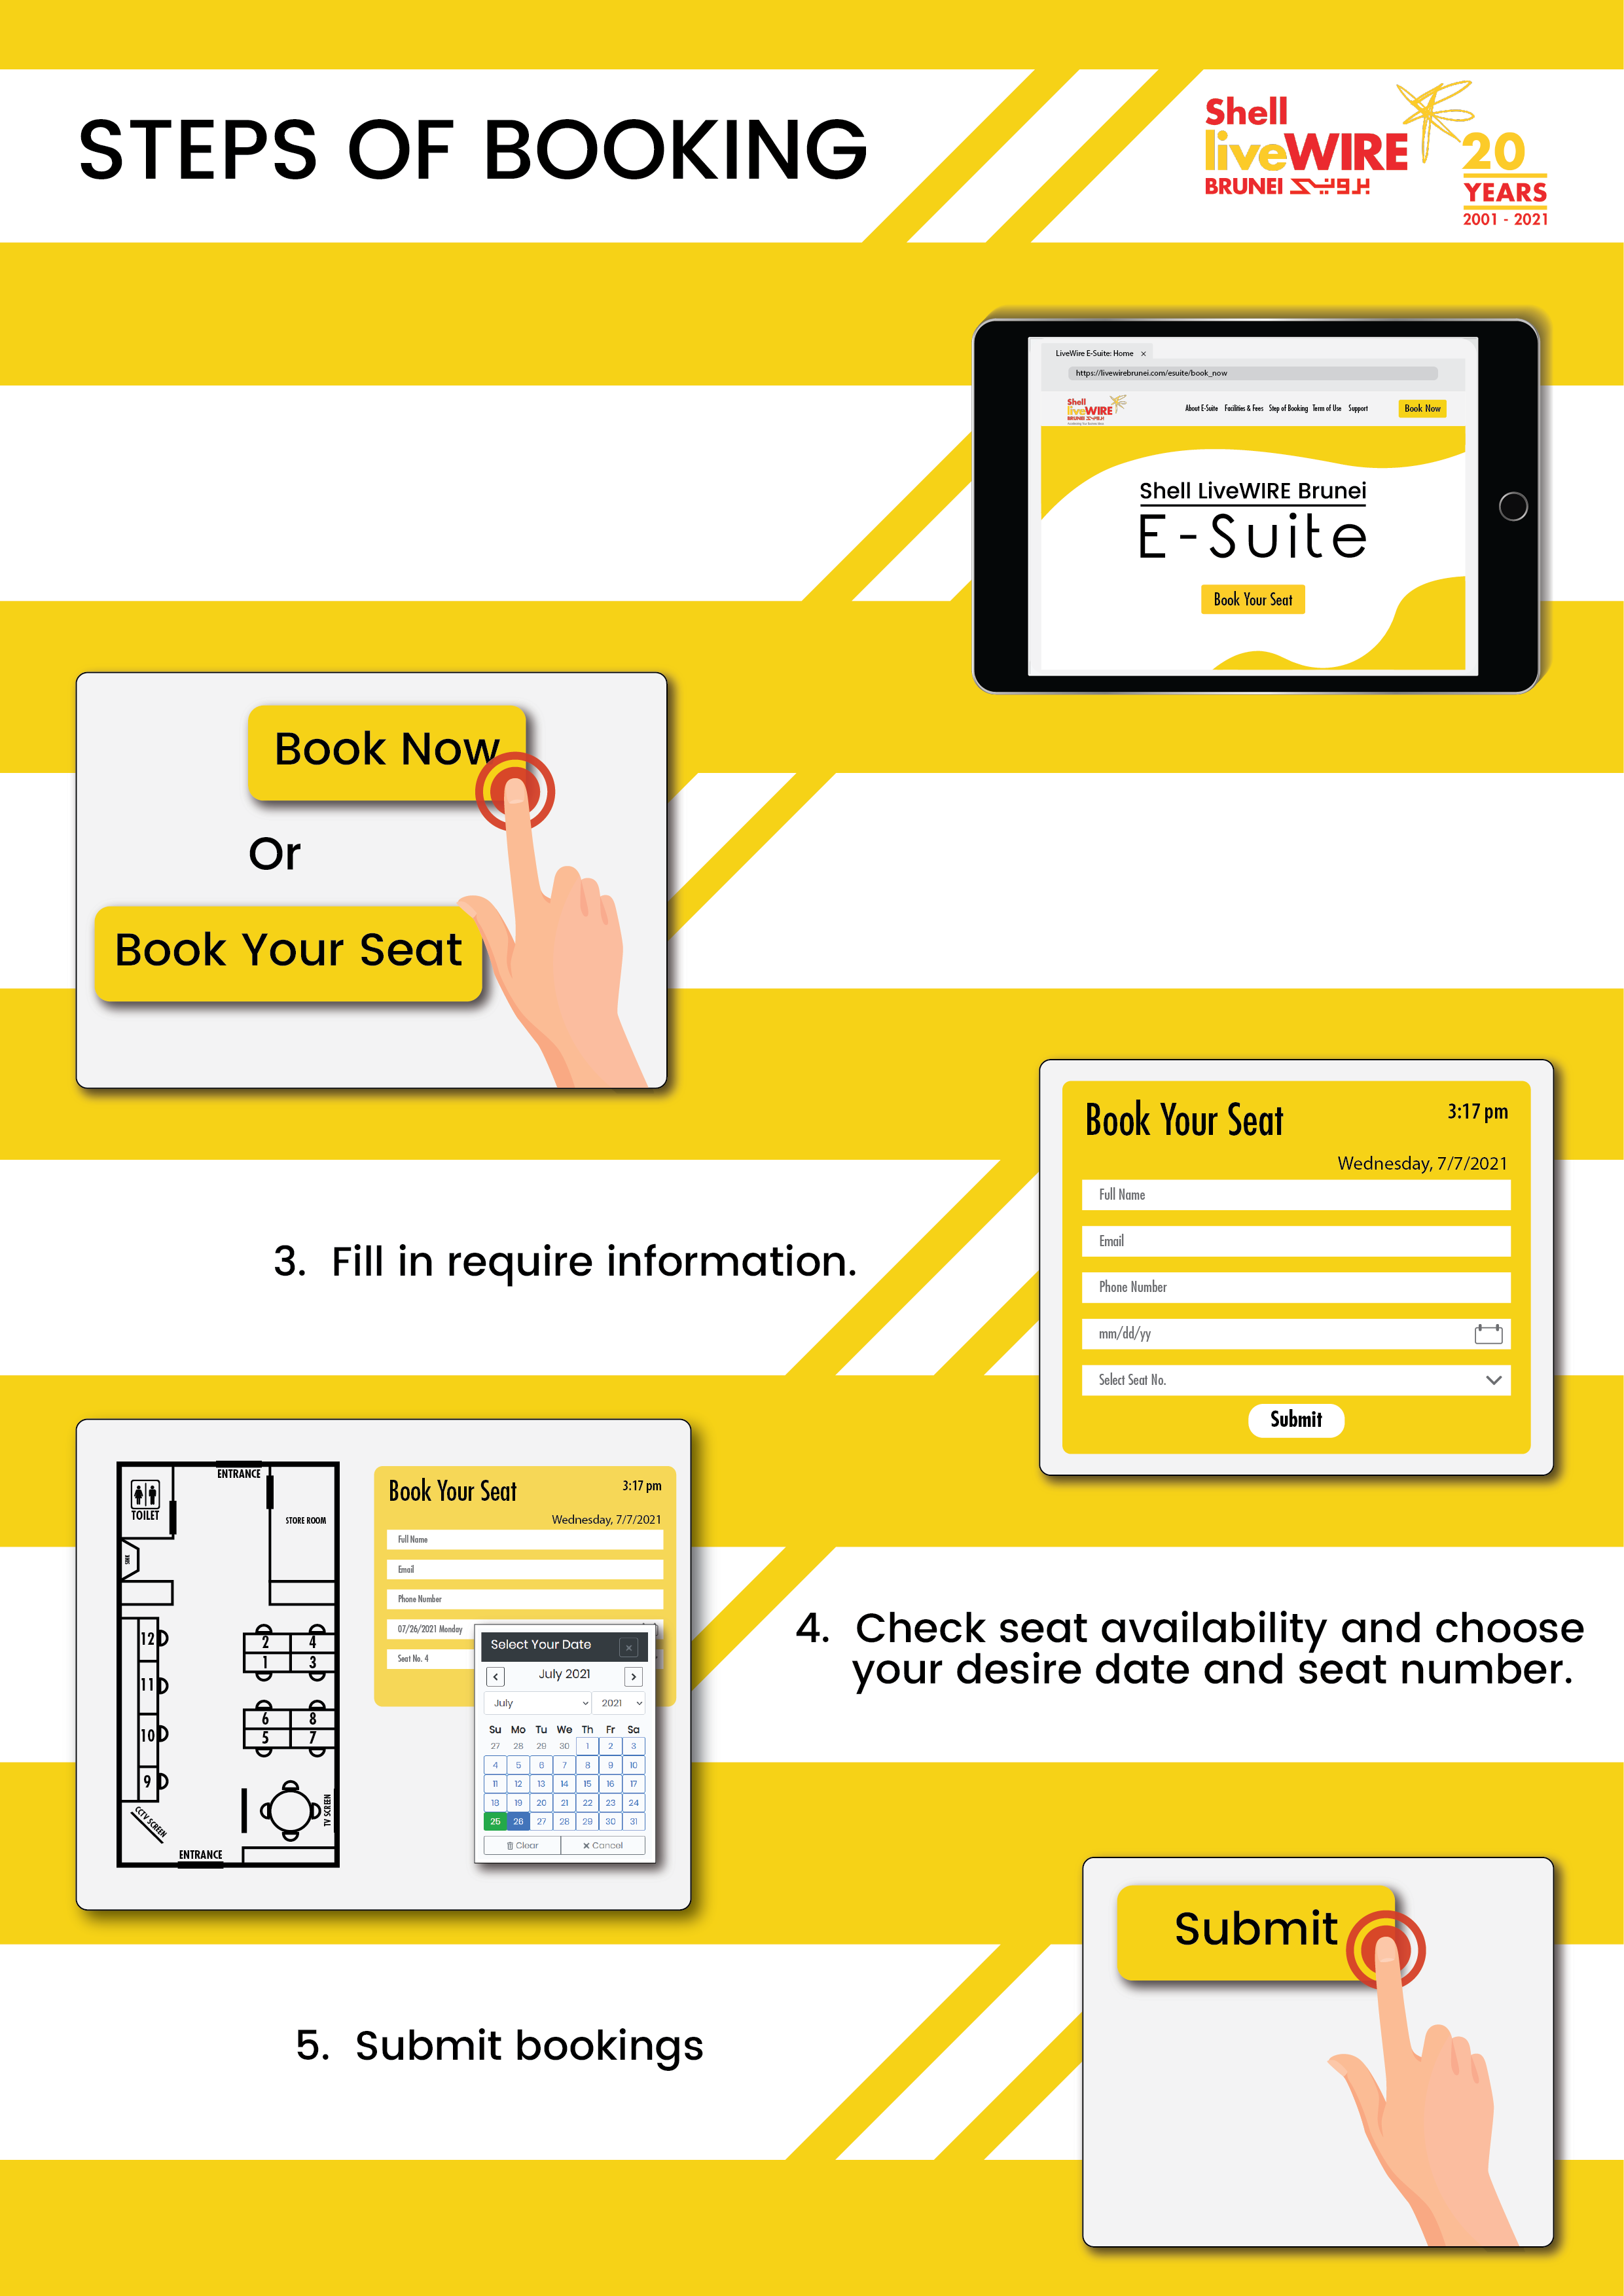 STEPS OF BOOKING
Shell
liveWIRE
BRUNEI بروني
20
YEARS
2001 - 2021
LiveWire E-Suite: Home ×
https://livewirebrunei.com/esuite/book_now
Shell
liveWIRE
About E-Suite Facilities & Fees Step of Booking Term of Use Support Book Now
Shell LiveWIRE Brunei
E-Suite
Book Your Seat
Book Now
Or
Book Your Seat
Book Your Seat 3:17 pm
Wednesday, 7/7/2021
Full Name
Email
Phone Number
mm/dd/yy
Select Seat No.
Submit
3. Fill in require information.
ENTRANCE
TOILET
STORE ROOM
SINK
12
11
10
9
2 4
1 3
6 8
5 7
TV SCREEN
CCTV SCREEN
ENTRANCE
Book Your Seat 3:17 pm
Wednesday, 7/7/2021
Full Name
Email
Phone Number
07/26/2021 Monday
Seat No. 4
Select Your Date ×
July 2021
July 2021
Su Mo Tu We Th Fr Sa
27 28 29 30 1 2 3
4 5 6 7 8 9 10
11 12 13 14 15 16 17
18 19 20 21 22 23 24
25 26 27 28 29 30 31
Clear × Cancel
4. Check seat availability and choose
your desire date and seat number.
Submit
5. Submit bookings